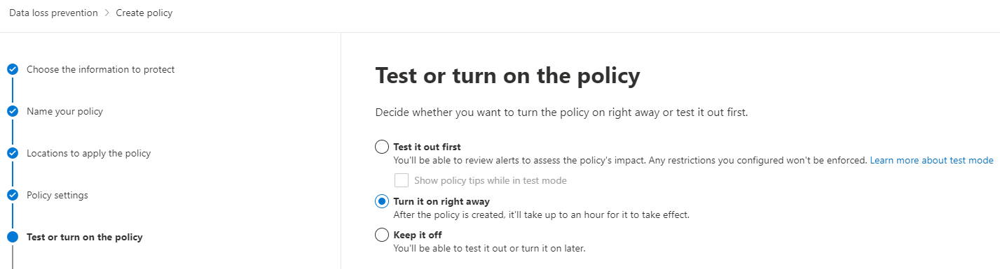 Data loss prevention > Create policy
Choose the information to protect
Name your policy
Locations to apply the policy
Policy settings
Test or turn on the policy
Test or turn on the policy
Decide whether you want to turn the policy on right away or test it out first.
Test it out first
You'll be able to review alerts to assess the policy's impact. Any restrictions you configured won't be enforced. Learn more about test mode
Show policy tips while in test mode
Turn it on right away
After the policy is created, it'll take up to an hour for it to take effect.
Keep it off
You'll be able to test it out or turn it on later.